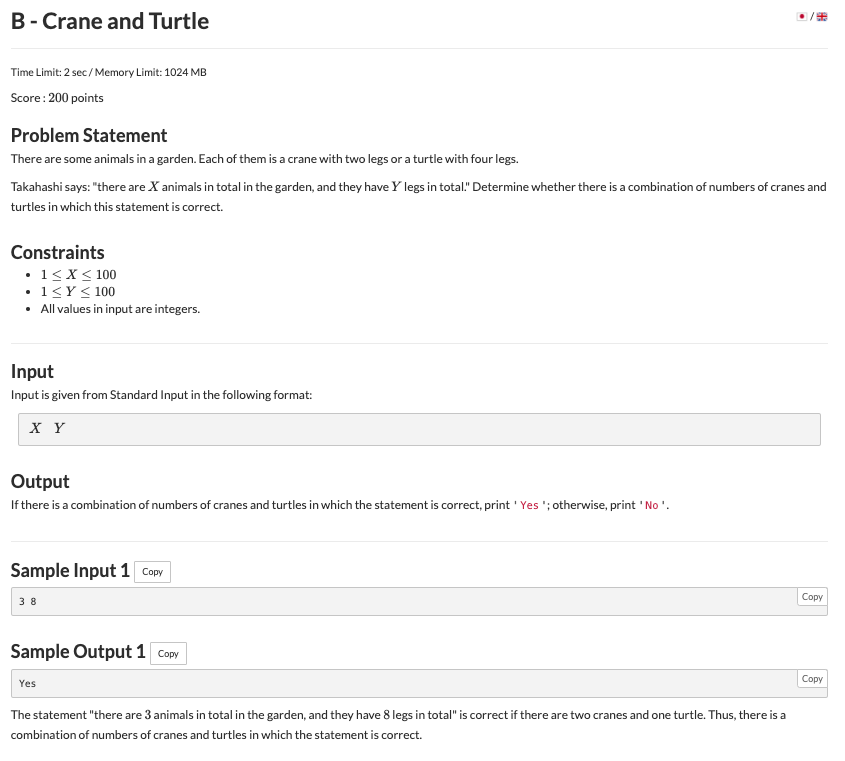 B - Crane and Turtle
/
Time Limit: 2 sec / Memory Limit: 1024 MB
Score : 200 points
Problem Statement
There are some animals in a garden. Each of them is a crane with two legs or a turtle with four legs.
Takahashi says: "there are X animals in total in the garden, and they have Y legs in total." Determine whether there is a combination of numbers of cranes and
turtles in which this statement is correct.
Constraints
• 1 ≤ X ≤ 100
• 1 ≤ Y ≤ 100
• All values in input are integers.
Input
Input is given from Standard Input in the following format:
X Y
Output
If there is a combination of numbers of cranes and turtles in which the statement is correct, print ' Yes '; otherwise, print ' No '.
Sample Input 1 Copy
Copy
3 8
Sample Output 1 Copy
Copy
Yes
The statement "there are 3 animals in total in the garden, and they have 8 legs in total" is correct if there are two cranes and one turtle. Thus, there is a
combination of numbers of cranes and turtles in which the statement is correct.